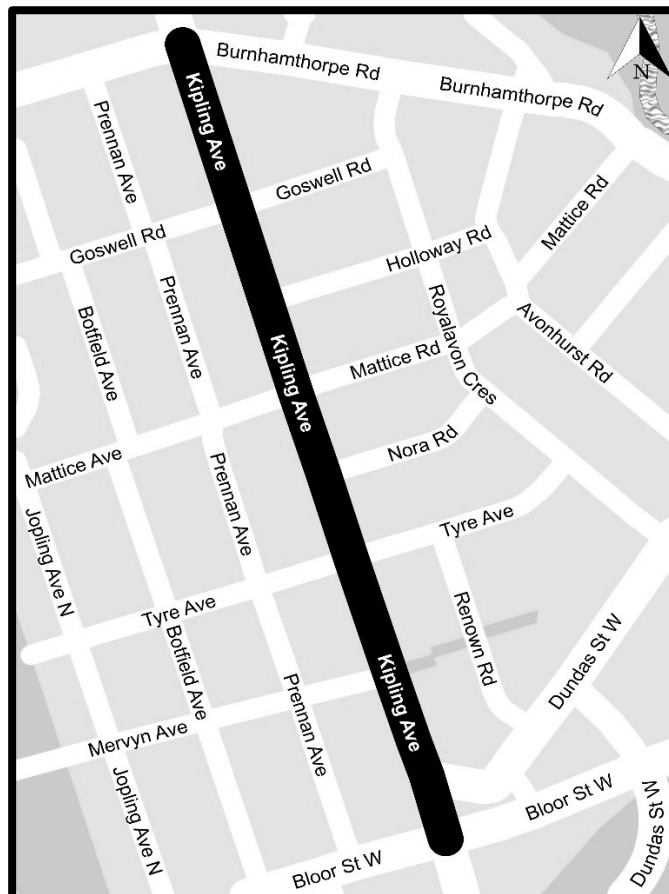 Burnhamthorpe Rd
Burnhamthorpe Rd
N
Kipling Ave
Prennan Ave
Goswell Rd
Mattice Rd
Goswell Rd
Holloway Rd
Prennan Ave
Royalavon Cres
Avonhurst Rd
Botfield Ave
Kipling Ave
Mattice Rd
Nora Rd
Mattice Ave
Prennan Ave
Jopling Ave N
Tyre Ave
Tyre Ave
Renown Rd
Dundas St W
Botfield Ave
Kipling Ave
Prennan Ave
Mervyn Ave
Jopling Ave N
Bloor St W
Dundas St W
Bloor St W